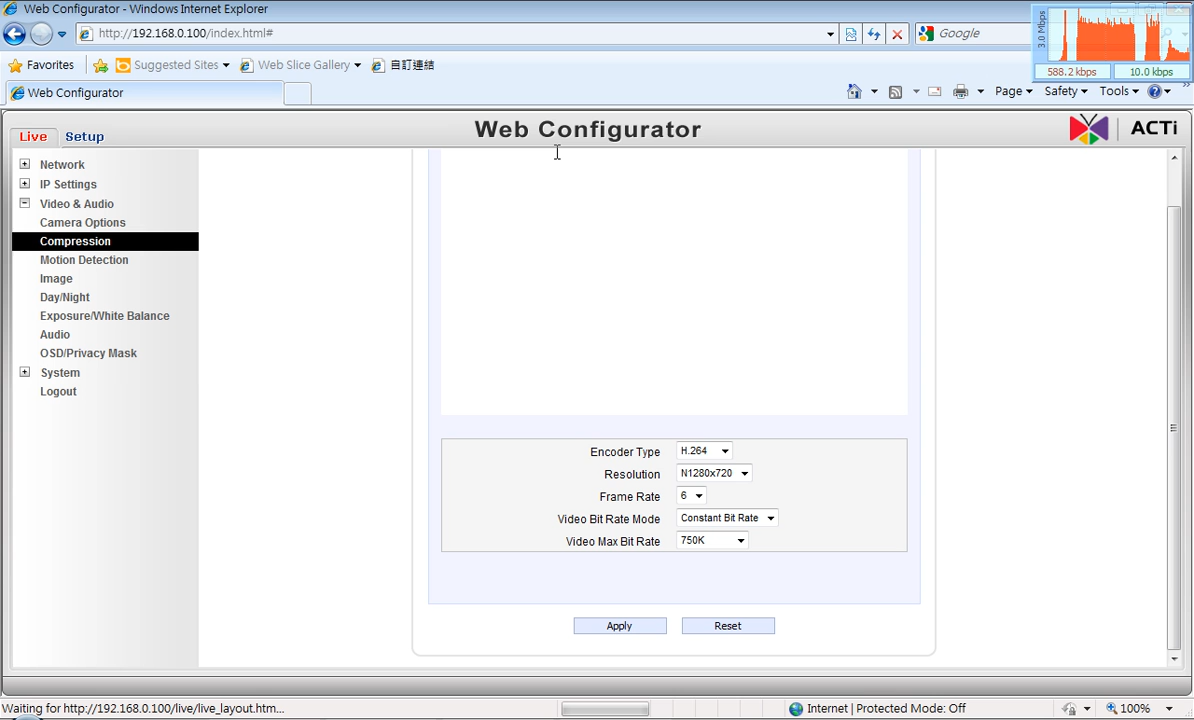 Web Configurator - Windows Internet Explorer
http://192.168.0.100/index.html#
Google
3.0 Mbps
588.2 kbps
10.0 kbps
Favorites
Suggested Sites
Web Slice Gallery
自訂連結
Web Configurator
Page
Safety
Tools
Live
Setup
Web Configurator
ACTi
Network
IP Settings
Video & Audio
Camera Options
Compression
Motion Detection
Image
Day/Night
Exposure/White Balance
Audio
OSD/Privacy Mask
System
Logout
Encoder Type H.264
Resolution N1280x720
Frame Rate 6
Video Bit Rate Mode Constant Bit Rate
Video Max Bit Rate 750K
Apply Reset
Waiting for http://192.168.0.100/live/live_layout.htm...
Internet | Protected Mode: Off
100%